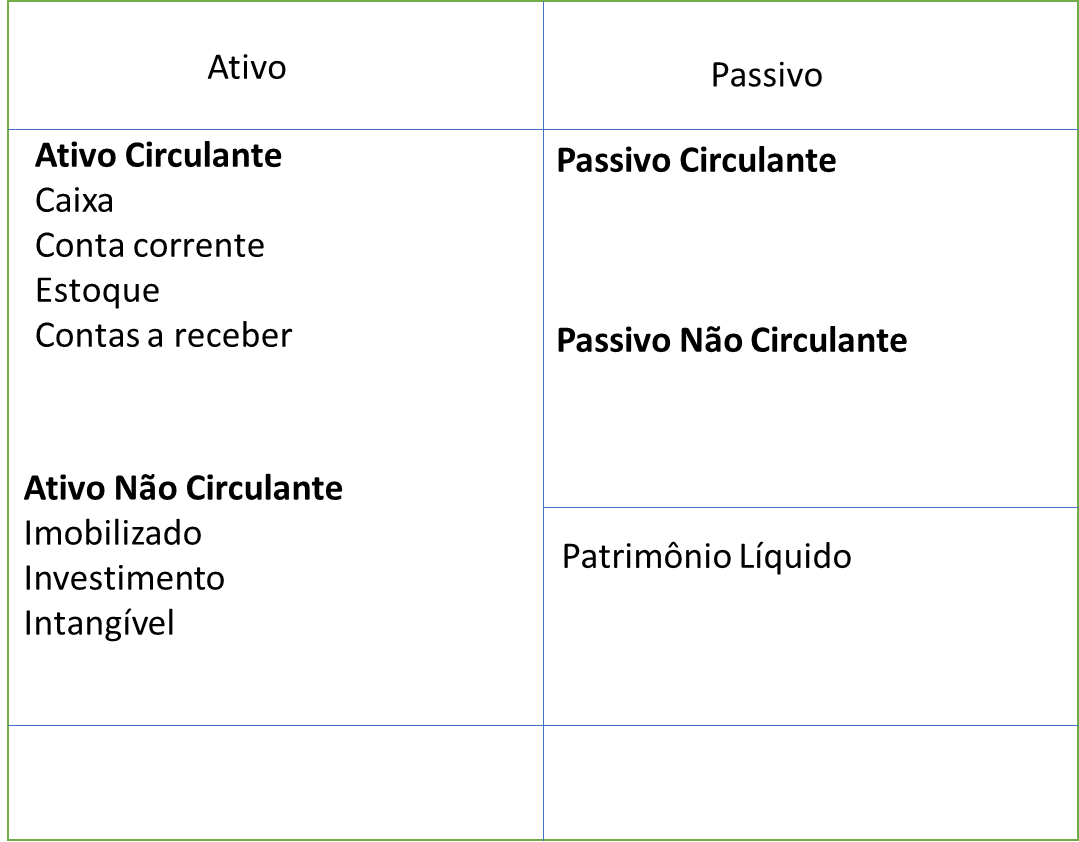 Ativo
Passivo
Ativo Circulante
Caixa
Conta corrente
Estoque
Contas a receber
Ativo Não Circulante
Imobilizado
Investimento
Intangível
Passivo Circulante
Passivo Não Circulante
Patrimônio Líquido